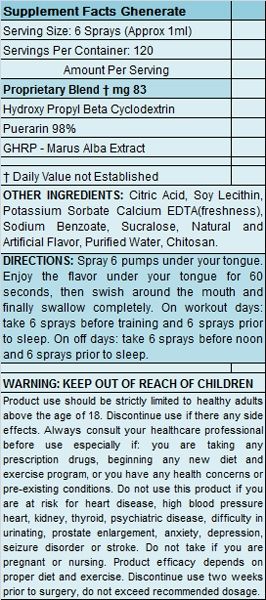 Supplement Facts Ghenerate
Serving Size: 6 Sprays (Approx 1ml)
Servings Per Container: 120
Amount Per Serving
Proprietary Blend † mg 83
Hydroxy Propyl Beta Cyclodextrin
Puerarin 98%
GHRP - Marus Alba Extract
† Daily Value not Established
OTHER INGREDIENTS: Citric Acid, Soy Lecithin,
Potassium Sorbate Calcium EDTA(freshness),
Sodium Benzoate, Sucralose, Natural and
Artificial Flavor, Purified Water, Chitosan.
DIRECTIONS: Spray 6 pumps under your tongue.
Enjoy the flavor under your tongue for 60
seconds, then swish around the mouth and
finally swallow completely. On workout days:
take 6 sprays before training and 6 sprays prior
to sleep. On off days: take 6 sprays before noon
and 6 sprays prior to sleep.
WARNING: KEEP OUT OF REACH OF CHILDREN
Product use should be strictly limited to healthy adults
above the age of 18. Discontinue use if there any side
effects. Always consult your healthcare professional
before use especially if: you are taking any
prescription drugs, beginning any new diet and
exercise program, or you have any health concerns or
pre-existing conditions. Do not use this product if you
are at risk for heart disease, high blood pressure
heart, kidney, thyroid, psychiatric disease, difficulty in
urinating, prostate enlargement, anxiety, depression,
seizure disorder or stroke. Do not take if you are
pregnant or nursing. Product efficacy depends on
proper diet and exercise. Discontinue use two weeks
prior to surgery, do not exceed recommended dosage.